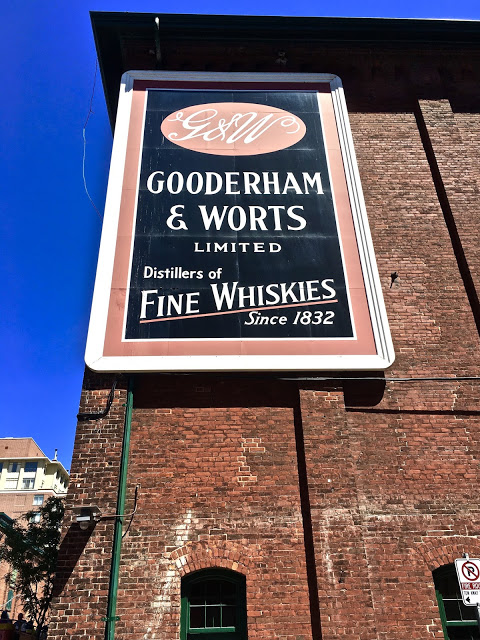 G&W
GOODERHAM
& WORTS
LIMITED
Distillers of
FINE WHISKIES
Since 1832